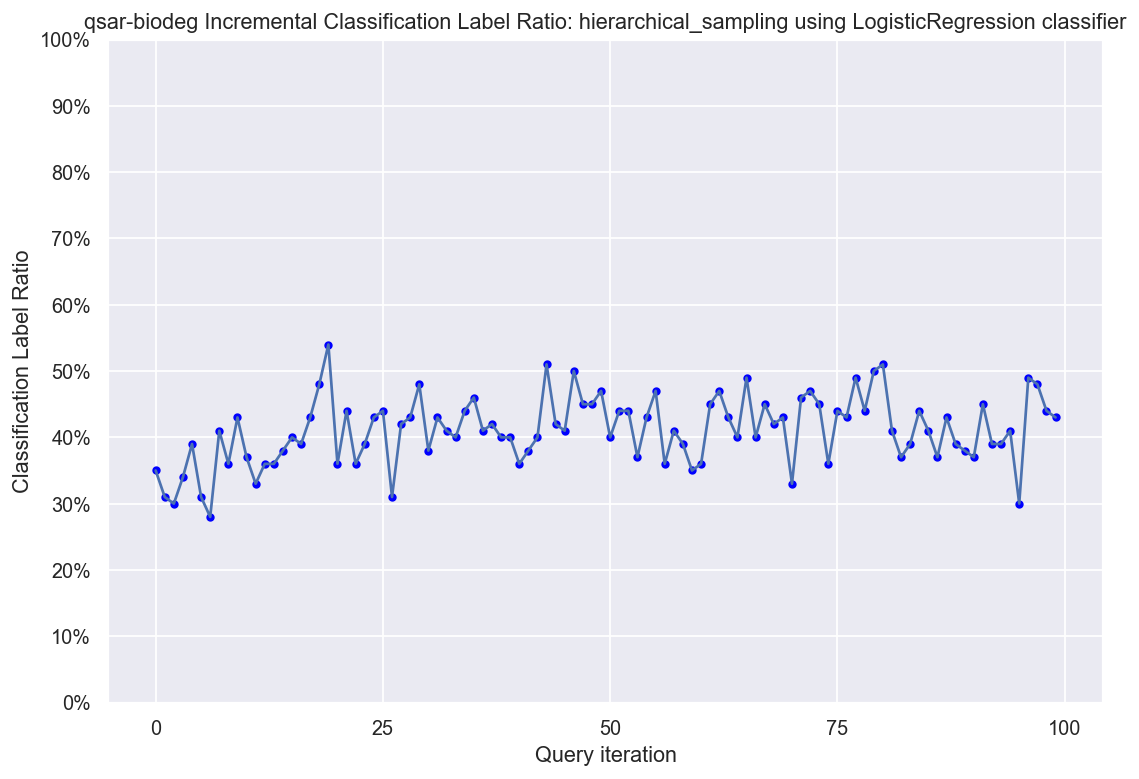 qsar-biodeg Incremental Classification Label Ratio: hierarchical_sampling using LogisticRegression classifier
100%
90%
80%
70%
60%
50%
40%
30%
20%
10%
0%
Classification Label Ratio
0 25 50 75 100
Query iteration